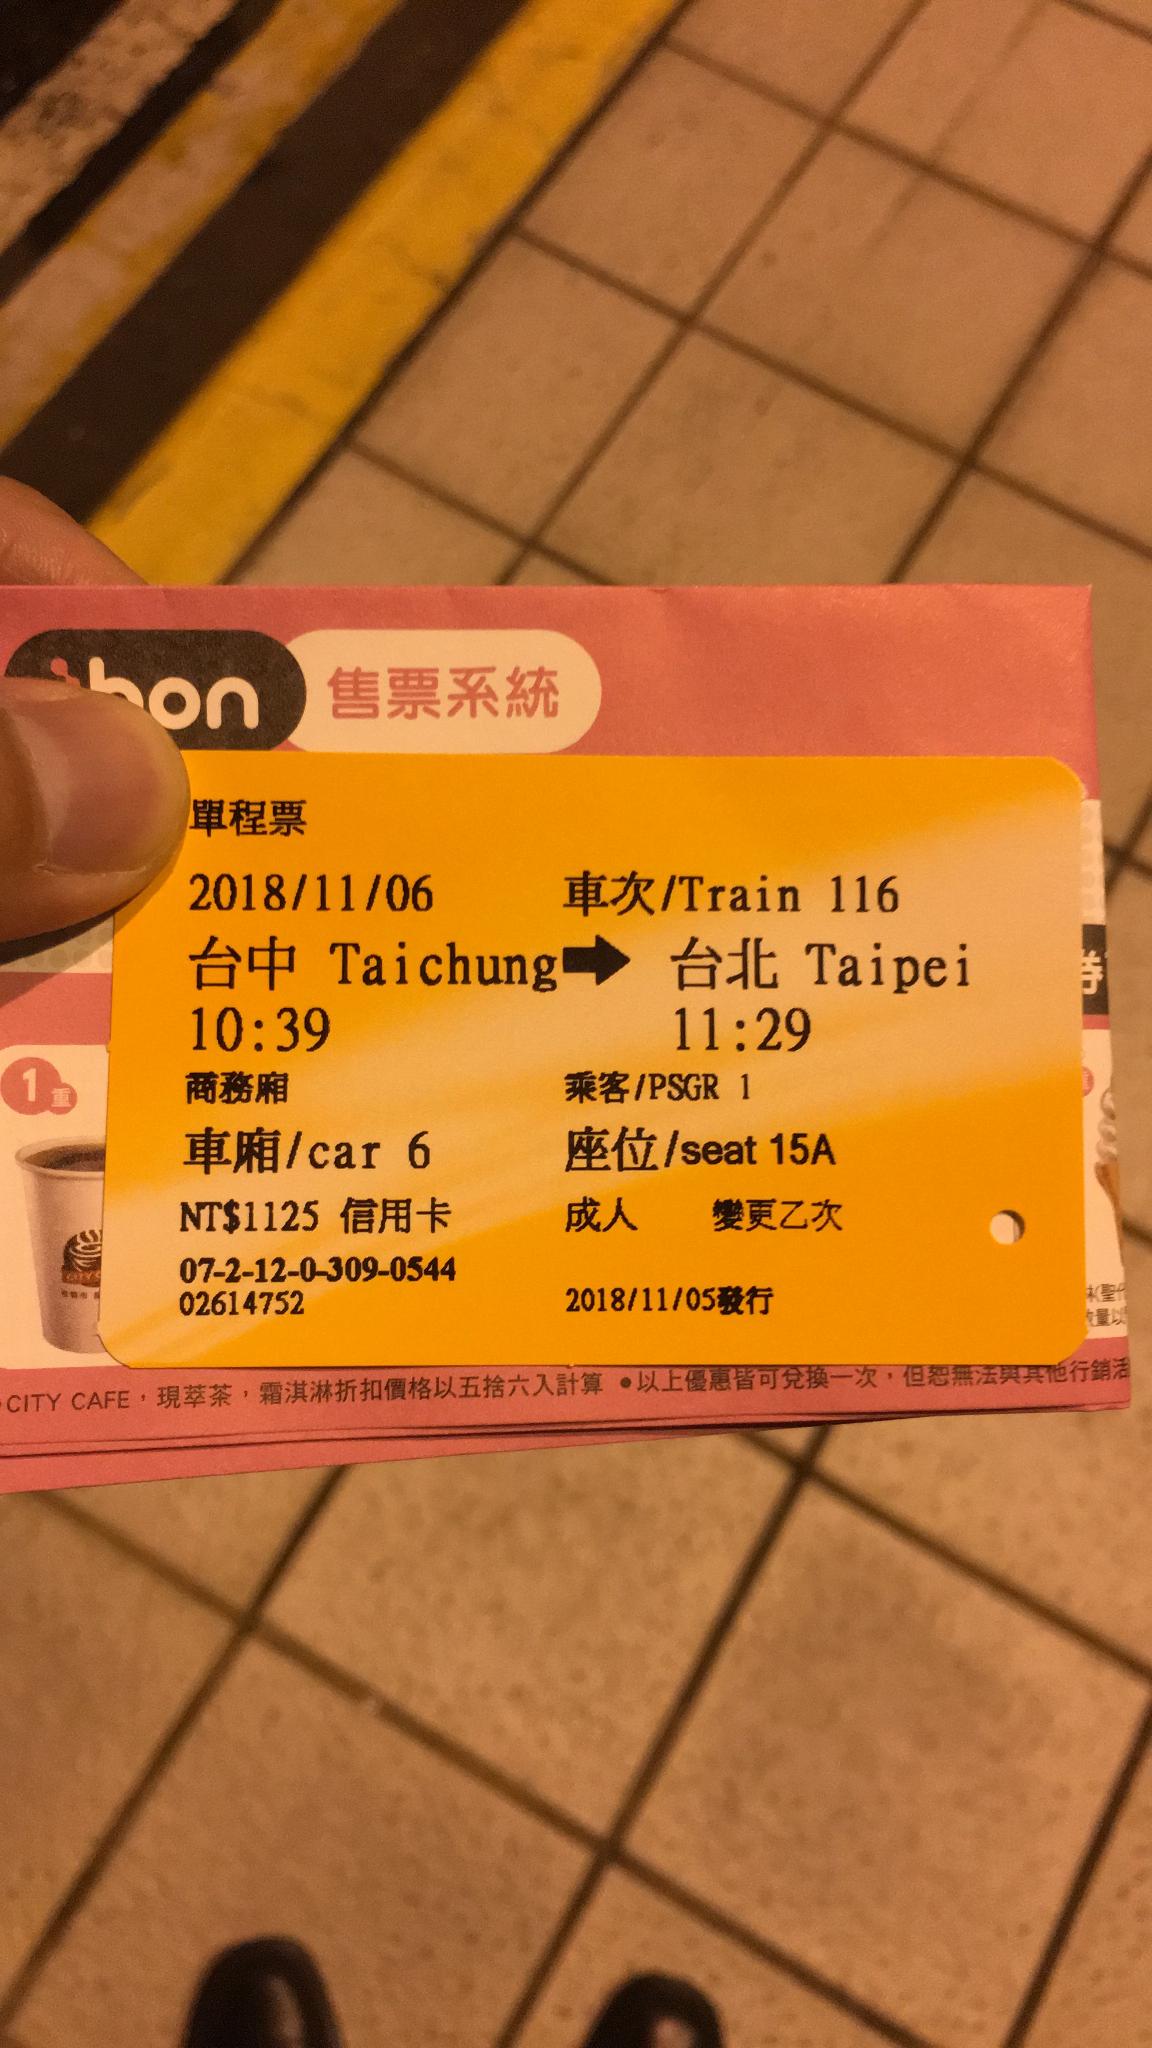 ibon 售票系統
單程票
2018/11/06 車次/Train 116
台中 Taichung➡ 台北 Taipei
10:39 11:29
商務廂 乘客/PSGR 1
車廂/car 6 座位/seat 15A
NT$1125 信用卡 成人 變更乙次
07-2-12-0-309-0544
02614752 2018/11/05發行
券
1重
CITY
•CITY CAFE，現萃茶，霜淇淋折扣價格以五捨六入計算 •以上優惠皆可兌換一次，但恕無法與其他行銷活